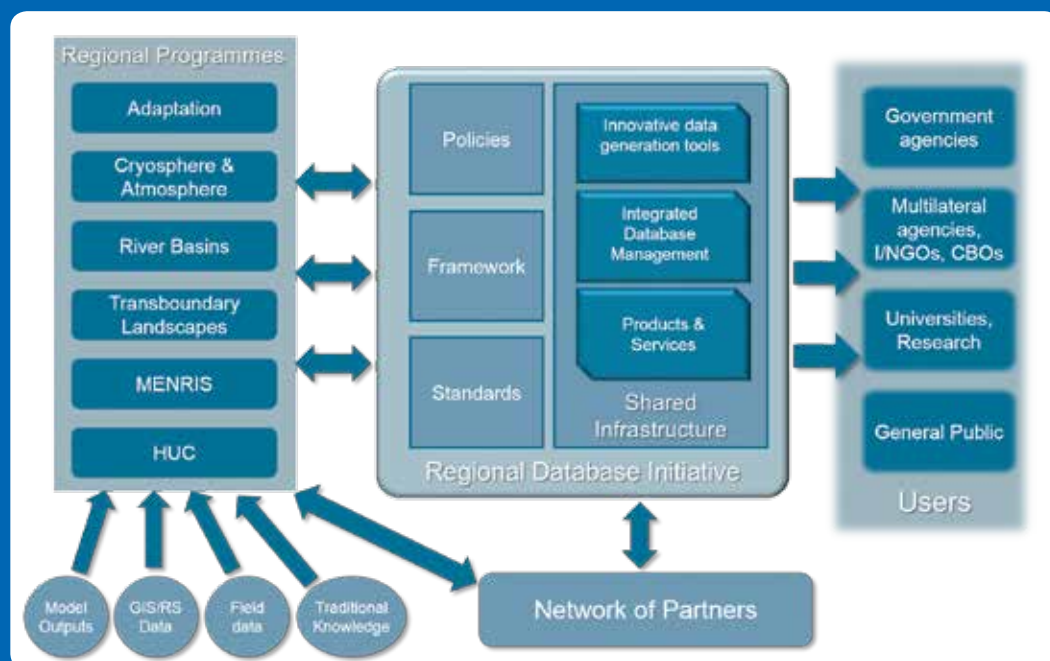 Regional Programmes
Adaptation
Cryosphere &
Atmosphere
River Basins
Transboundary
Landscapes
MENRIS
HUC
Model
Outputs
GIS/RS
Data
Field
data
Traditional
Knowledge
Policies
Framework
Standards
Innovative data
generation tools
Integrated
Database
Management
Products &
Services
Shared
Infrastructure
Regional Database Initiative
Network of Partners
Government
agencies
Multilateral
agencies,
I/NGOs, CBOs
Universities,
Research
General Public
Users